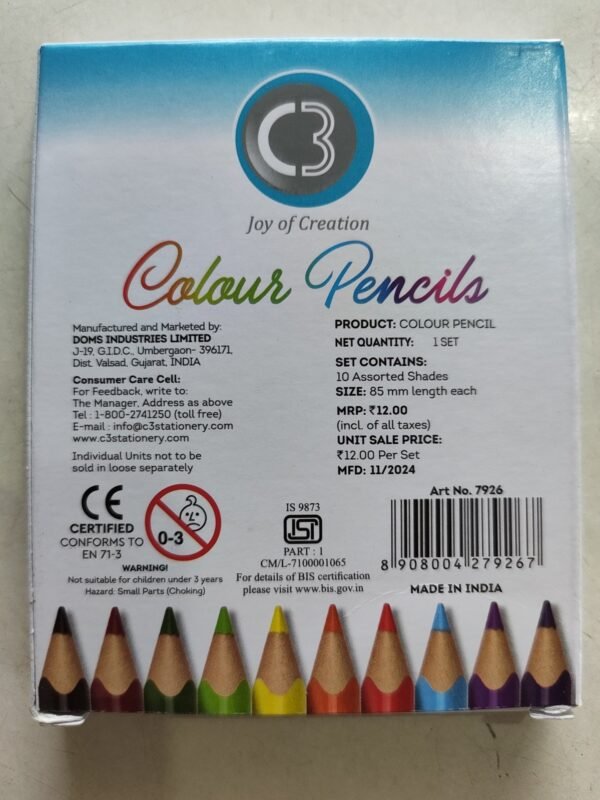 C3
Joy of Creation
Colour Pencils
Manufactured and Marketed by:
DOMS INDUSTRIES LIMITED
J-19, G.I.D.C., Umbergaon- 396171,
Dist. Valsad, Gujarat, INDIA
Consumer Care Cell:
For Feedback, write to:
The Manager, Address as above
Tel : 1-800-2741250 (toll free)
E-mail : info@c3stationery.com
www.c3stationery.com
Individual Units not to be
sold in loose separately
PRODUCT: COLOUR PENCIL
NET QUANTITY: 1 SET
SET CONTAINS:
10 Assorted Shades
SIZE: 85 mm length each
MRP: ₹12.00
(incl. of all taxes)
UNIT SALE PRICE:
₹12.00 Per Set
MFD: 11/2024
CE
CERTIFIED
CONFORMS TO
EN 71-3
0-3
WARNING!
Not suitable for children under 3 years
Hazard: Small Parts (Choking)
IS 9873
ISI
PART : 1
CM/L-7100001065
For details of BIS certification
please visit www.bis.gov.in
Art No. 7926
8 908004 279267
MADE IN INDIA